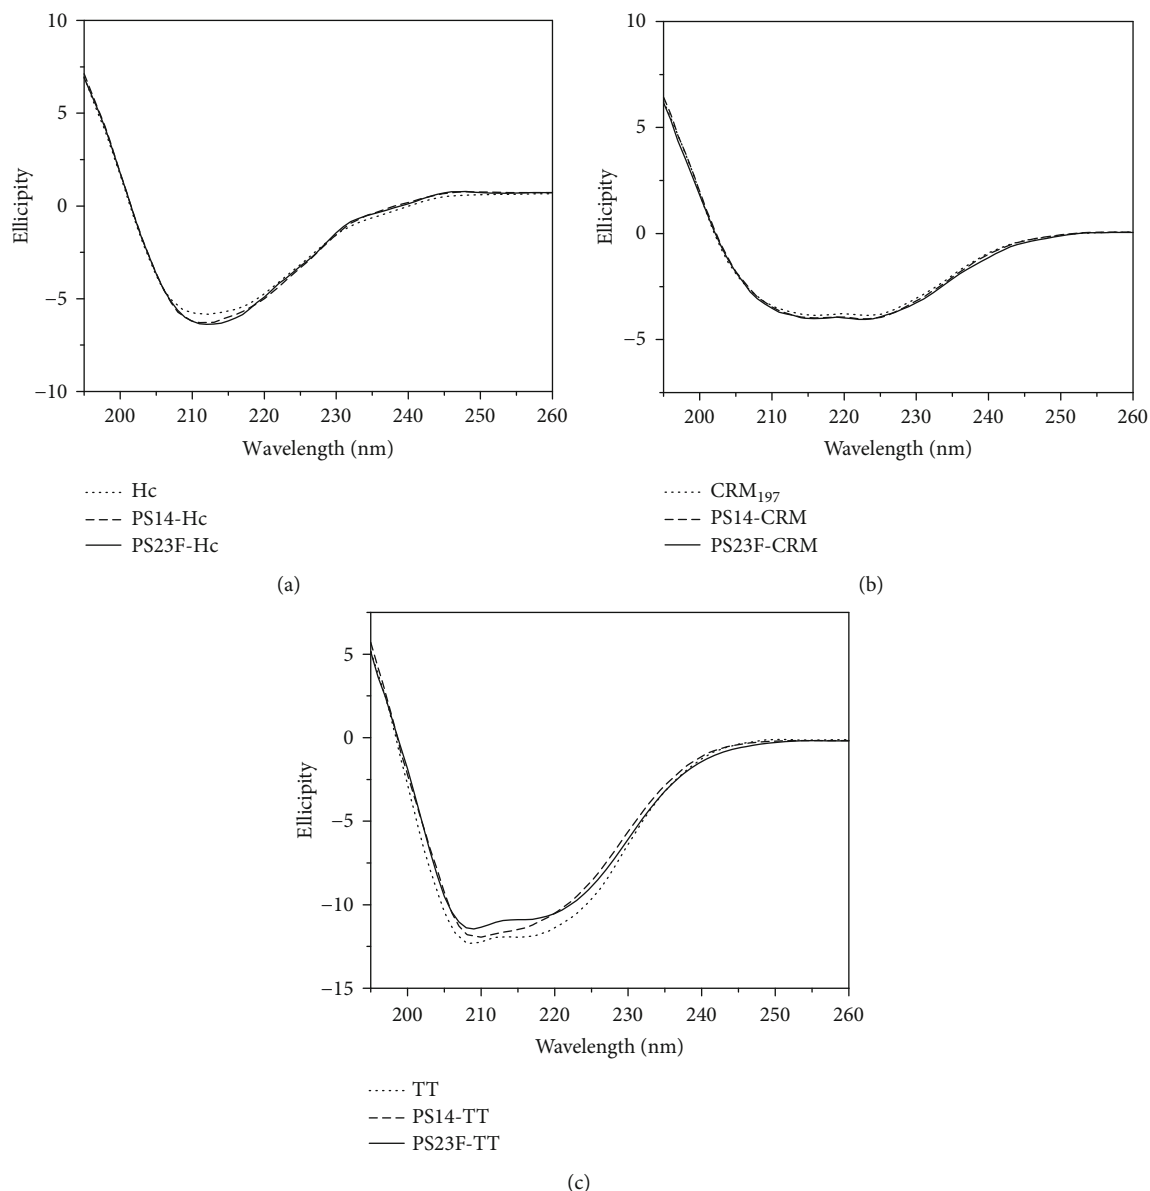 10
5
0
−5
−10
Ellicipity
200 210 220 230 240 250 260
Wavelength (nm)
Hc
PS14-Hc
PS23F-Hc
(a)
10
5
0
−5
Ellicipity
200 210 220 230 240 250 260
Wavelength (nm)
CRM197
PS14-CRM
PS23F-CRM
(b)
5
0
−5
−10
−15
Ellicipity
200 210 220 230 240 250 260
Wavelength (nm)
TT
PS14-TT
PS23F-TT
(c)